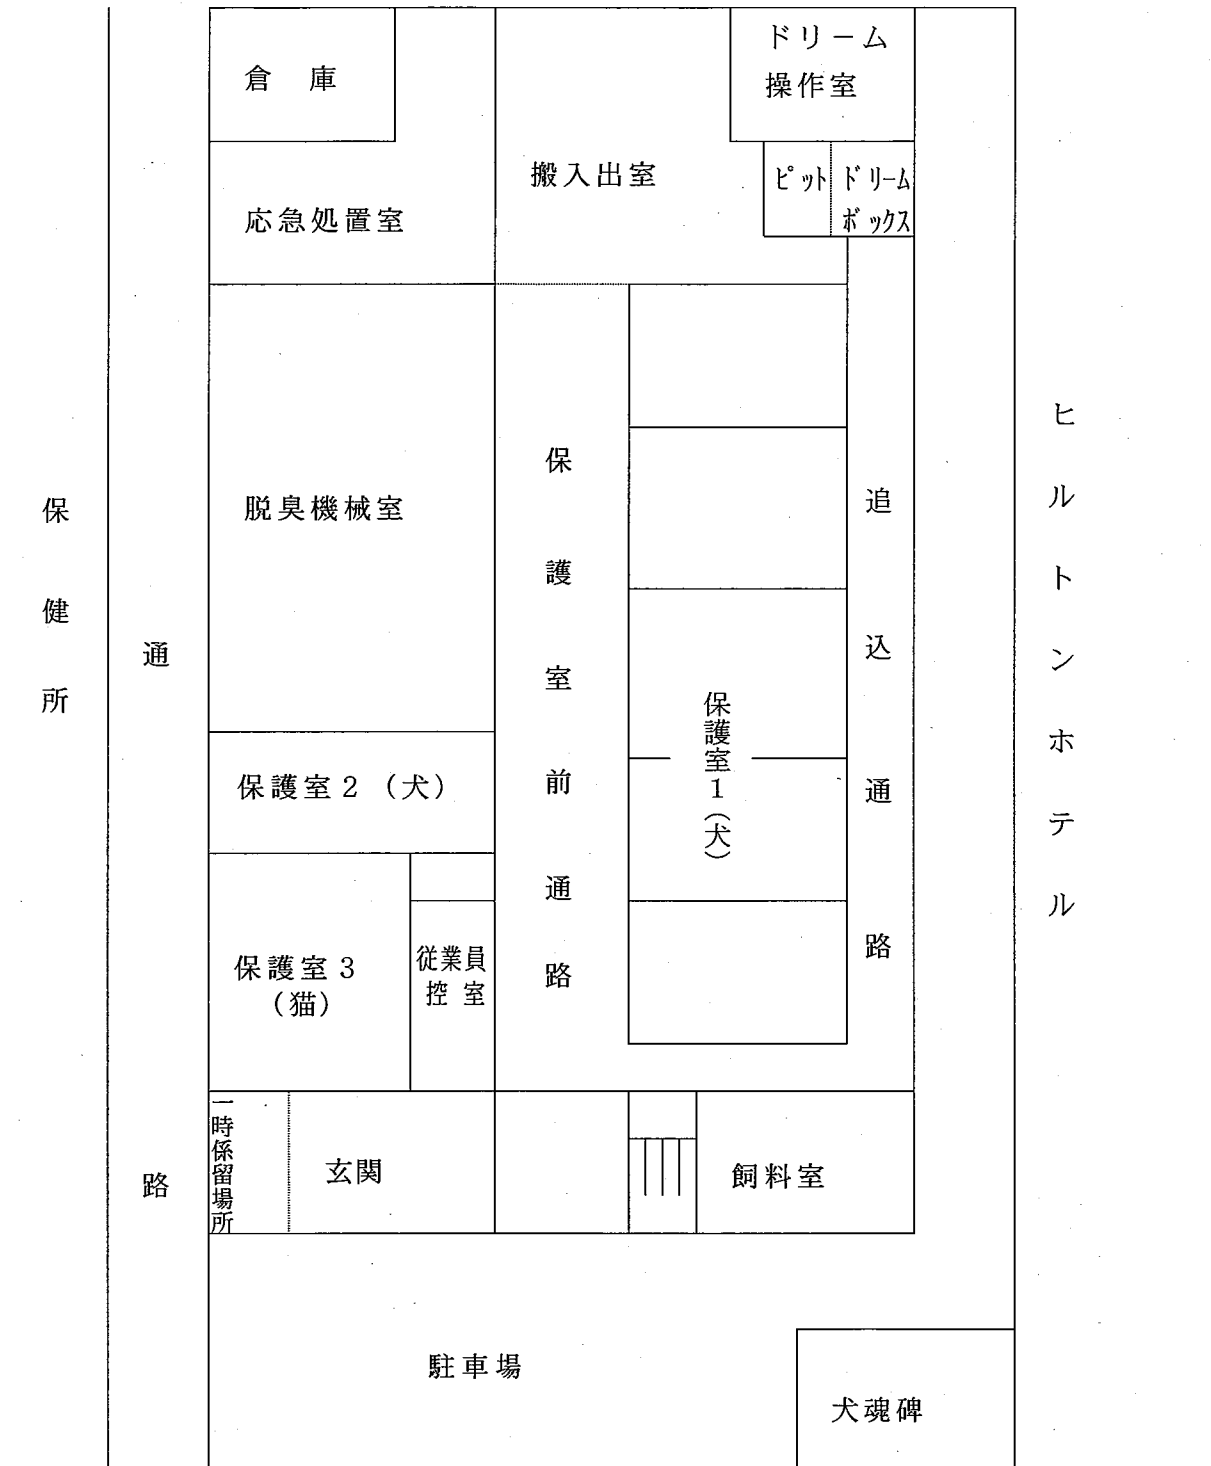 倉 庫
ドリーム
操作室
搬入出室
ピット
ドリーム
ボックス
応急処置室
脱臭機械室
保護室前通路
追込通路
ヒルトンホテル
保健所
通路
保護室1(犬)
保護室2 (犬)
保護室3
(猫)
従業員
控 室
一時係留場所
玄関
飼料室
駐車場
犬魂碑